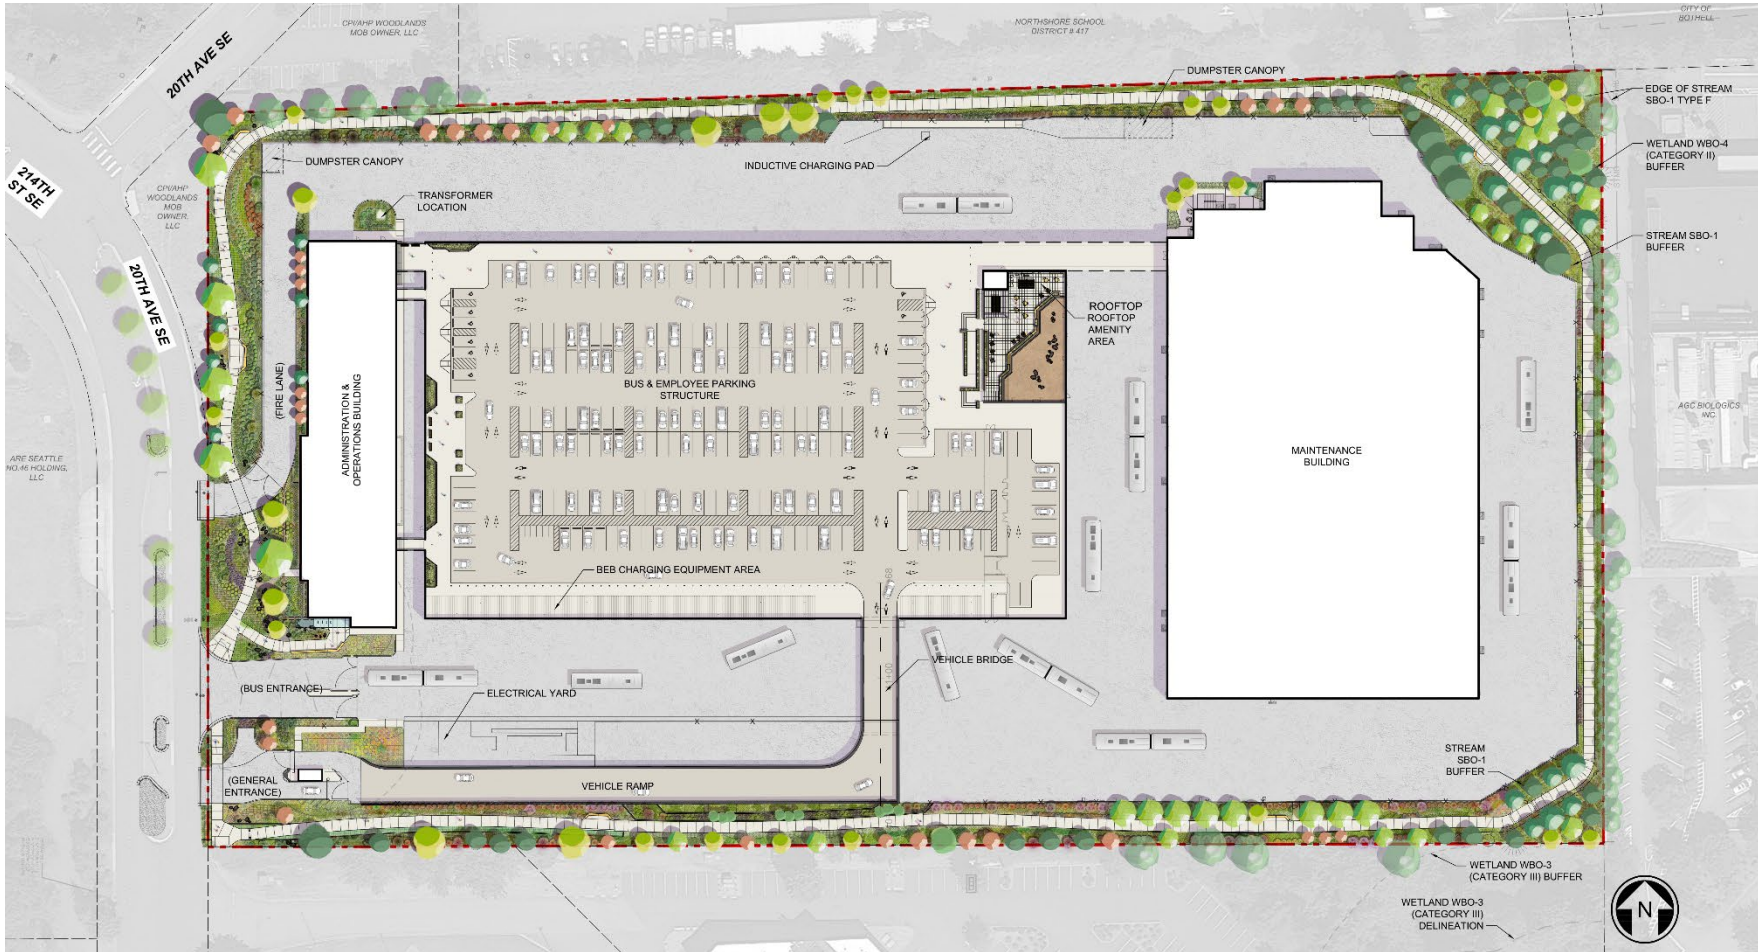 CPI/AHP WOODLANDS
MOB OWNER, LLC
NORTHSHORE SCHOOL
DISTRICT # 417
CITY OF
BOTHELL
20TH AVE SE
DUMPSTER CANOPY
EDGE OF STREAM
SBO-1 TYPE F
WETLAND WBO-4
(CATEGORY II)
BUFFER
DUMPSTER CANOPY
INDUCTIVE CHARGING PAD
214TH
ST SE
CPI/AHP
WOODLANDS
MOB
OWNER,
LLC
TRANSFORMER
LOCATION
STREAM SBO-1
BUFFER
20TH AVE SE
ROOFTOP
ROOFTOP
AMENITY
AREA
(FIRE LANE)
ADMINISTRATION &
OPERATIONS BUILDING
BUS & EMPLOYEE PARKING
STRUCTURE
AGC BIOLOGICS
INC.
ARE SEATTLE
NO.46 HOLDING,
LLC
MAINTENANCE
BUILDING
BEB CHARGING EQUIPMENT AREA
VEHICLE BRIDGE
1+00
(BUS ENTRANCE)
ELECTRICAL YARD
STREAM
SBO-1
BUFFER
(GENERAL
ENTRANCE)
VEHICLE RAMP
WETLAND WBO-3
(CATEGORY III) BUFFER
WETLAND WBO-3
(CATEGORY III)
DELINEATION
N